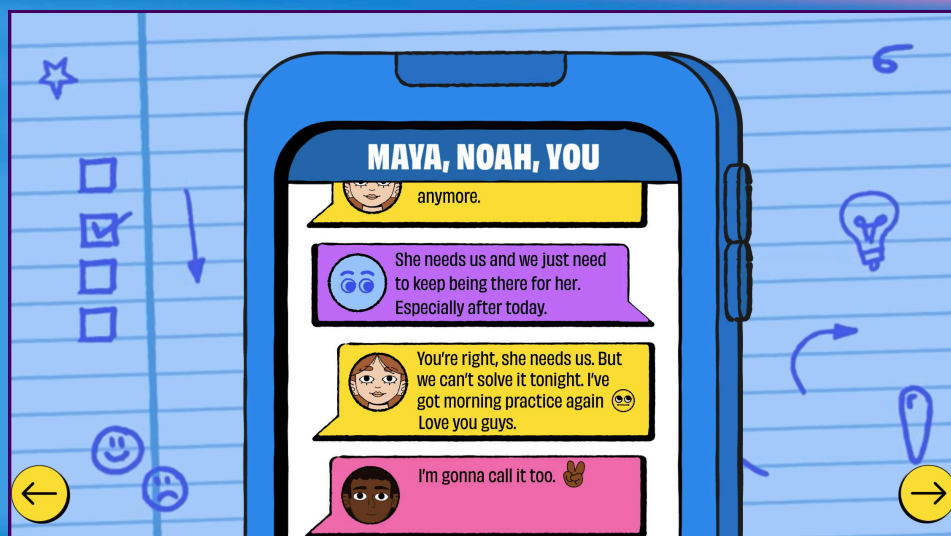 MAYA, NOAH, YOU
anymore.
She needs us and we just need
to keep being there for her.
Especially after today.
You're right, she needs us. But
we can't solve it tonight. I've
got morning practice again 🙄
Love you guys.
I'm gonna call it too. ✌🏾